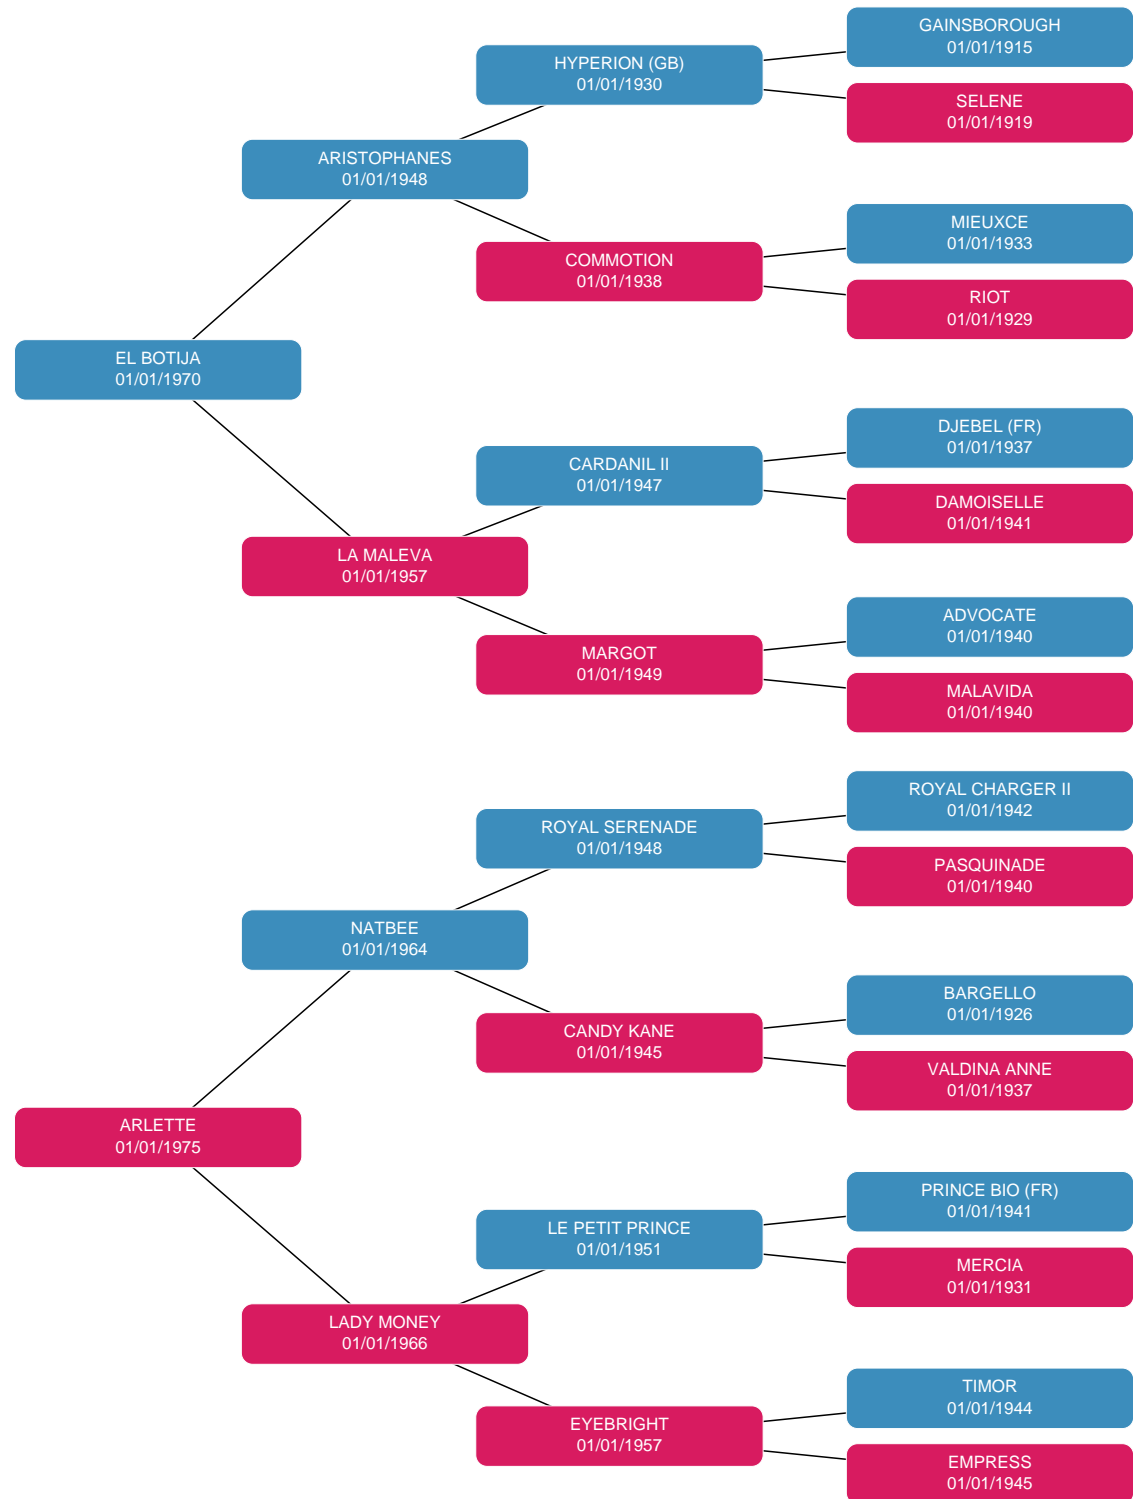 GAINSBOROUGH
01/01/1915
HYPERION (GB)
01/01/1930
SELENE
01/01/1919
ARISTOPHANES
01/01/1948
MIEUXCE
01/01/1933
COMMOTION
01/01/1938
RIOT
01/01/1929
EL BOTIJA
01/01/1970
DJEBEL (FR)
01/01/1937
CARDANIL II
01/01/1947
DAMOISELLE
01/01/1941
LA MALEVA
01/01/1957
ADVOCATE
01/01/1940
MARGOT
01/01/1949
MALAVIDA
01/01/1940
ROYAL CHARGER II
01/01/1942
ROYAL SERENADE
01/01/1948
PASQUINADE
01/01/1940
NATBEE
01/01/1964
BARGELLO
01/01/1926
CANDY KANE
01/01/1945
VALDINA ANNE
01/01/1937
ARLETTE
01/01/1975
PRINCE BIO (FR)
01/01/1941
LE PETIT PRINCE
01/01/1951
MERCIA
01/01/1931
LADY MONEY
01/01/1966
TIMOR
01/01/1944
EYEBRIGHT
01/01/1957
EMPRESS
01/01/1945